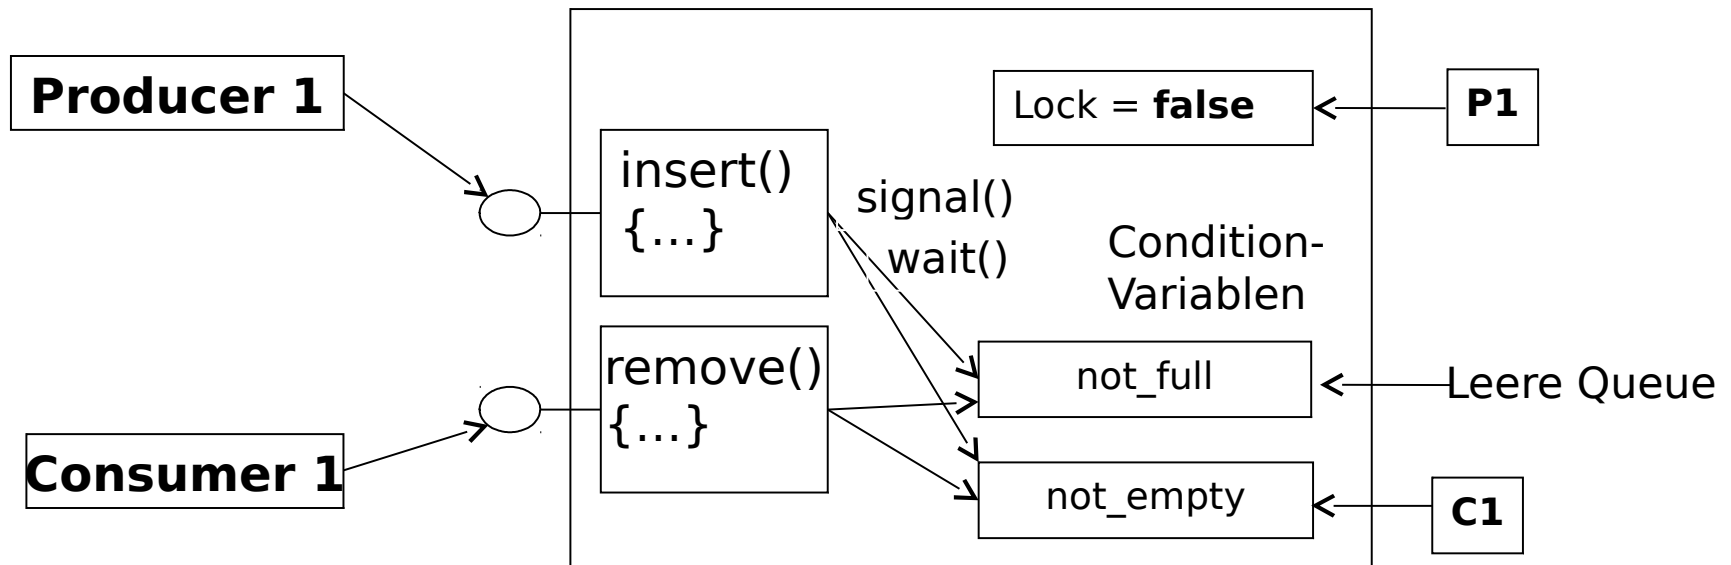 Producer 1
Lock = false
P1
insert()
{...}
signal()
wait()
Condition-
Variablen
remove()
{...}
not_full
Leere Queue
Consumer 1
not_empty
C1